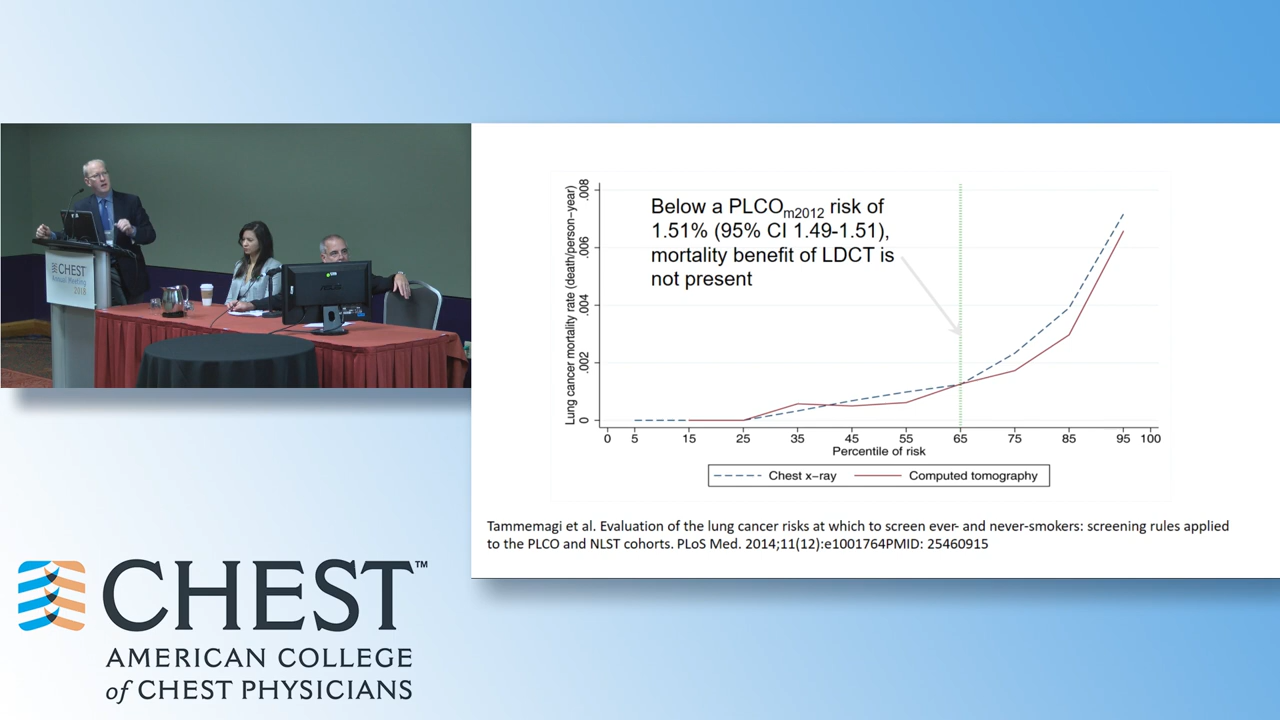 CHEST
Annual Meeting
2018
Below a PLCOm2012 risk of
1.51% (95% CI 1.49-1.51),
mortality benefit of LDCT is
not present
Lung cancer mortality rate (death/person−year)
.008
.006
.004
.002
0
0 5 15 25 35 45 55 65 75 85 95 100
Percentile of risk
Chest x−ray Computed tomography
Tammemagi et al. Evaluation of the lung cancer risks at which to screen ever- and never-smokers: screening rules applied
to the PLCO and NLST cohorts. PLoS Med. 2014;11(12):e1001764PMID: 25460915
CHEST™
AMERICAN COLLEGE
of CHEST PHYSICIANS